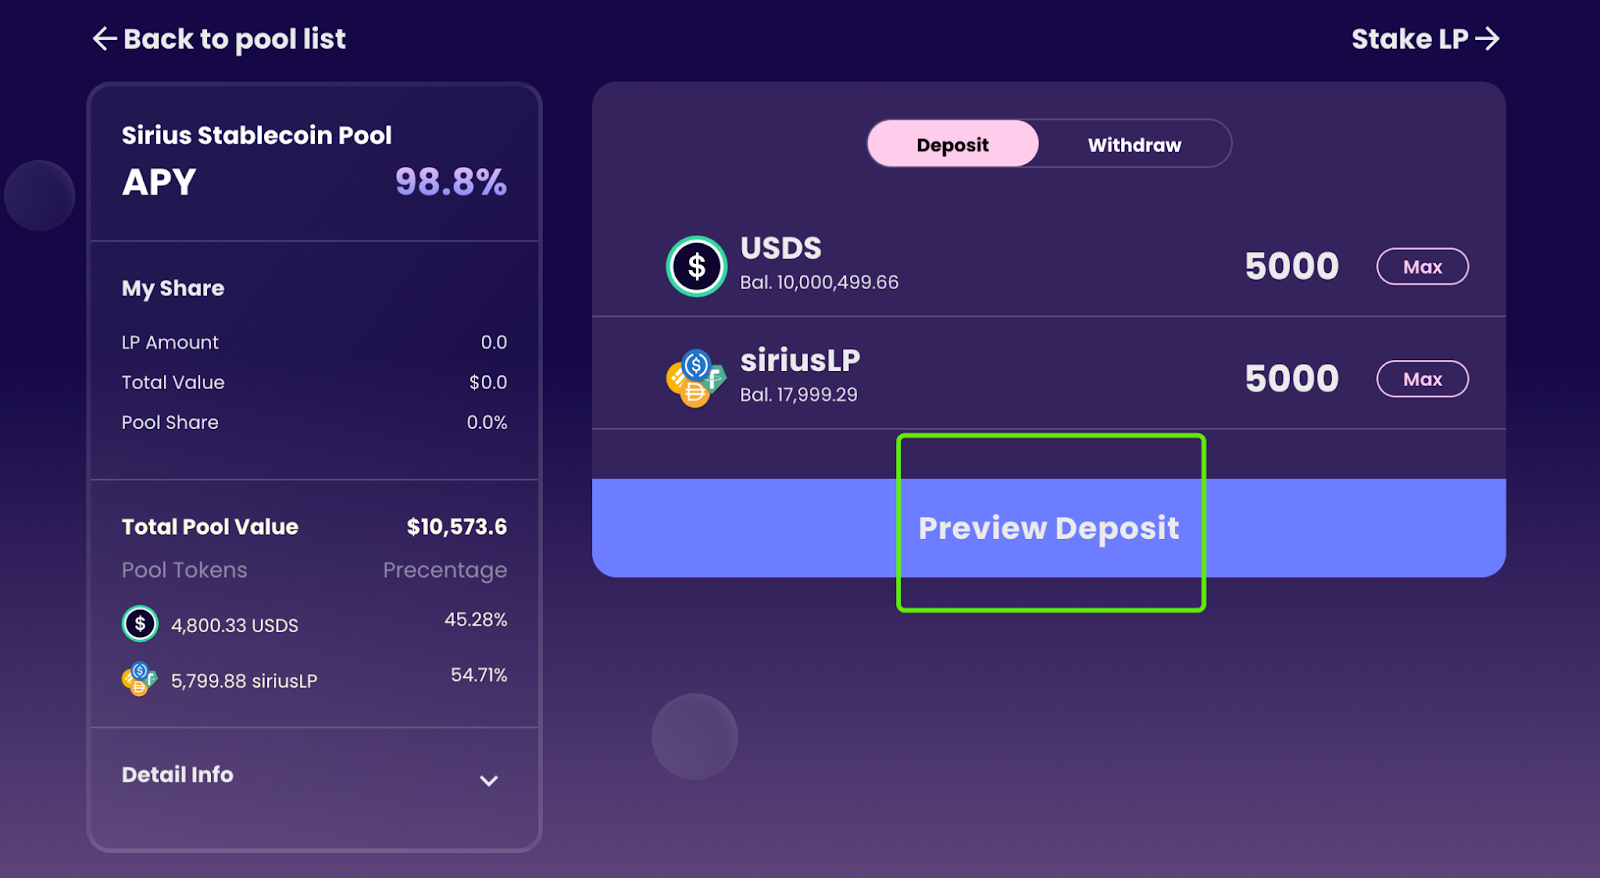 Back to pool list
Stake LP
Sirius Stablecoin Pool
APY 98.8%
My Share
LP Amount 0.0
Total Value $0.0
Pool Share 0.0%
Total Pool Value $10,573.6
Pool Tokens Precentage
$ 4,800.33 USDS 45.28%
5,799.88 siriusLP 54.71%
Detail Info
Deposit Withdraw
$ USDS 5000 Max
Bal. 10,000,499.66
siriusLP 5000 Max
Bal. 17,999.29
Preview Deposit